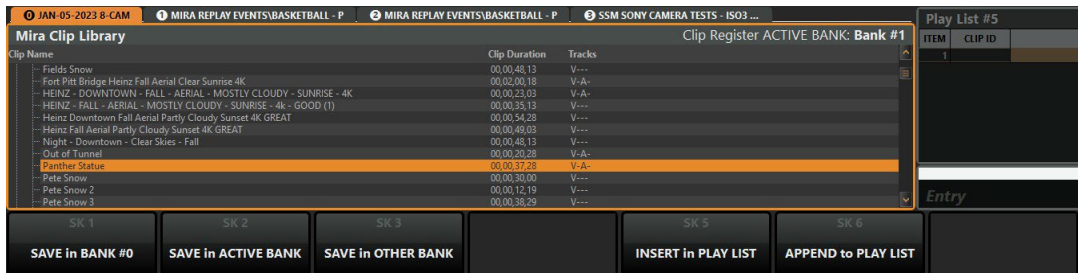 0 JAN-05-2023 8-CAM
1 MIRA REPLAY EVENTS\BASKETBALL - P
2 MIRA REPLAY EVENTS\BASKETBALL - P
3 SSM SONY CAMERA TESTS - ISO3 ...
Play List #5
Mira Clip Library
Clip Register ACTIVE BANK: Bank #1
ITEM CLIP ID
1
Clip Name Clip Duration Tracks
Fields Snow 00,00,48,13 V---
Fort Pitt Bridge Heinz Fall Aerial Clear Sunrise 4K 00,02,00,18 V-A-
HEINZ - DOWNTOWN - FALL - AERIAL - MOSTLY CLOUDY - SUNRISE - 4K 00,00,23,03 V-A-
HEINZ - FALL - AERIAL - MOSTLY CLOUDY - SUNRISE - 4k - GOOD (1) 00,00,35,13 V---
Heinz Downtown Fall Aerial Partly Cloudy Sunset 4K GREAT 00,00,54,28 V---
Heinz Fall Aerial Partly Cloudy Sunset 4K GREAT 00,00,49,03 V---
Night - Downtown - Clear Skies - Fall 00,00,48,13 V---
Out of Tunnel 00,00,20,28 V-A-
Panther Statue 00,00,37,28 V-A-
Pete Snow 00,00,30,00 V---
Pete Snow 2 00,00,12,19 V---
Pete Snow 3 00,00,38,29 V---
Entry
SK 1 SK 2 SK 3 SK 5 SK 6
SAVE in BANK #0 SAVE in ACTIVE BANK SAVE in OTHER BANK INSERT in PLAY LIST APPEND to PLAY LIST